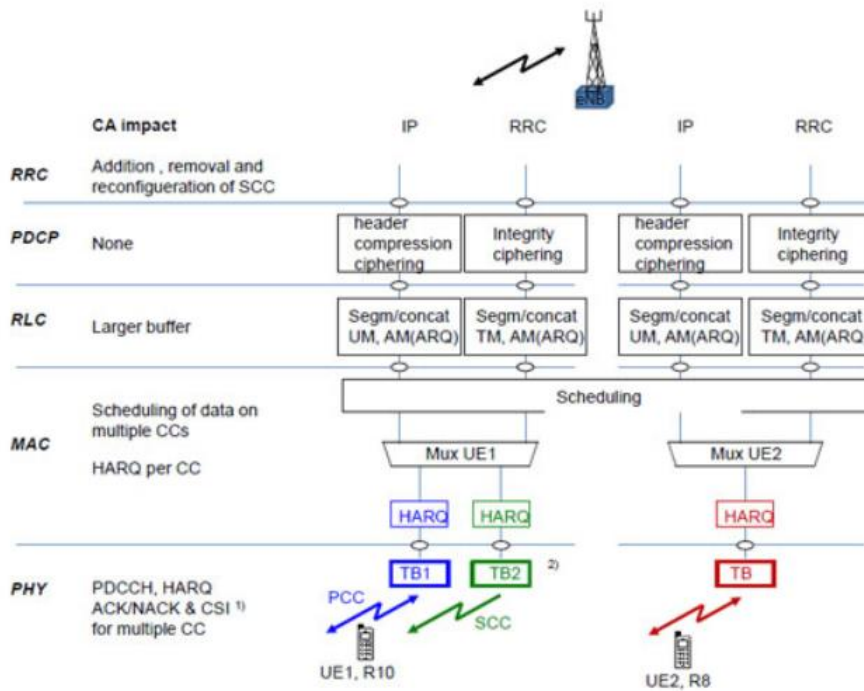 eNB
CA impact
IP
RRC
IP
RRC
RRC
Addition , removal and
reconfigueration of SCC
PDCP
None
header
compression
ciphering
Integrity
ciphering
header
compression
ciphering
Integrity
ciphering
RLC
Larger buffer
Segm/concat
UM, AM(ARQ)
Segm/concat
TM, AM(ARQ)
Segm/concat
UM, AM(ARQ)
Segm/concat
TM, AM(ARQ)
MAC
Scheduling of data on
multiple CCs
HARQ per CC
Scheduling
Mux UE1
Mux UE2
HARQ
HARQ
HARQ
PHY
PDCCH, HARQ
ACK/NACK & CSI 1)
for multiple CC
TB1
TB2
2)
TB
PCC
SCC
UE1, R10
UE2, R8